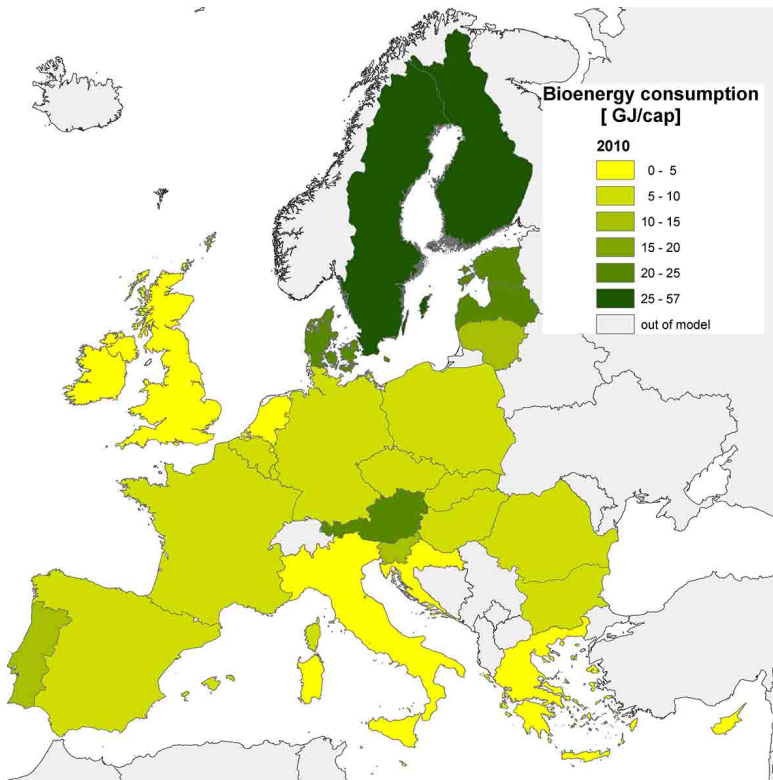 Bioenergy consumption
[ GJ/cap]
2010
0 - 5
5 - 10
10 - 15
15 - 20
20 - 25
25 - 57
out of model